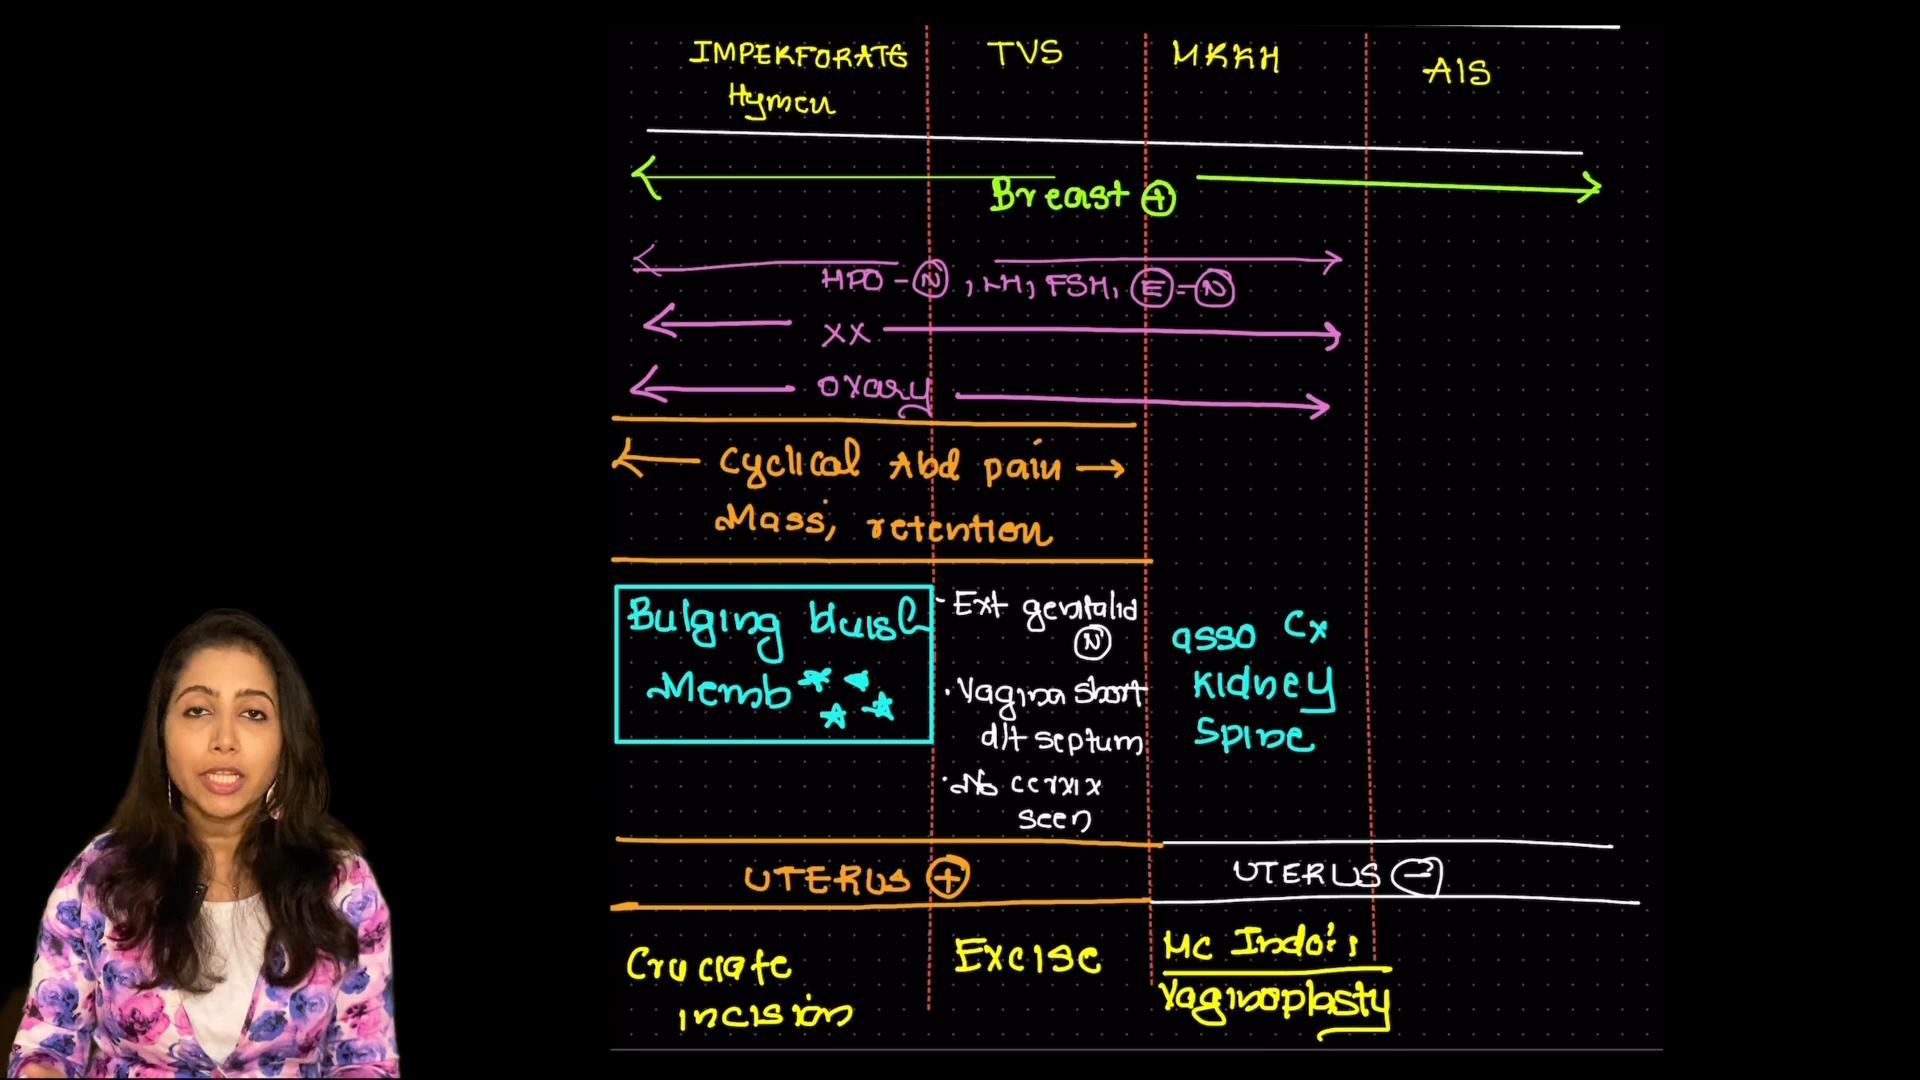 IMPERFORATE
Hymen
TVS
MRKH
AIS
Breast +
HPO - N, LH, FSH, E = N
XX
ovary
Cyclical Abd pain
Mass, retention
Bulging bluish
Memb
- Ext genitalia
N
· Vagina short
d/t septum
· No cervix
seen
asso Cx
Kidney
Spine
UTERUS +
UTERUS -
Cruciate
incision
Excise
Mc Indo's
Vaginoplasty